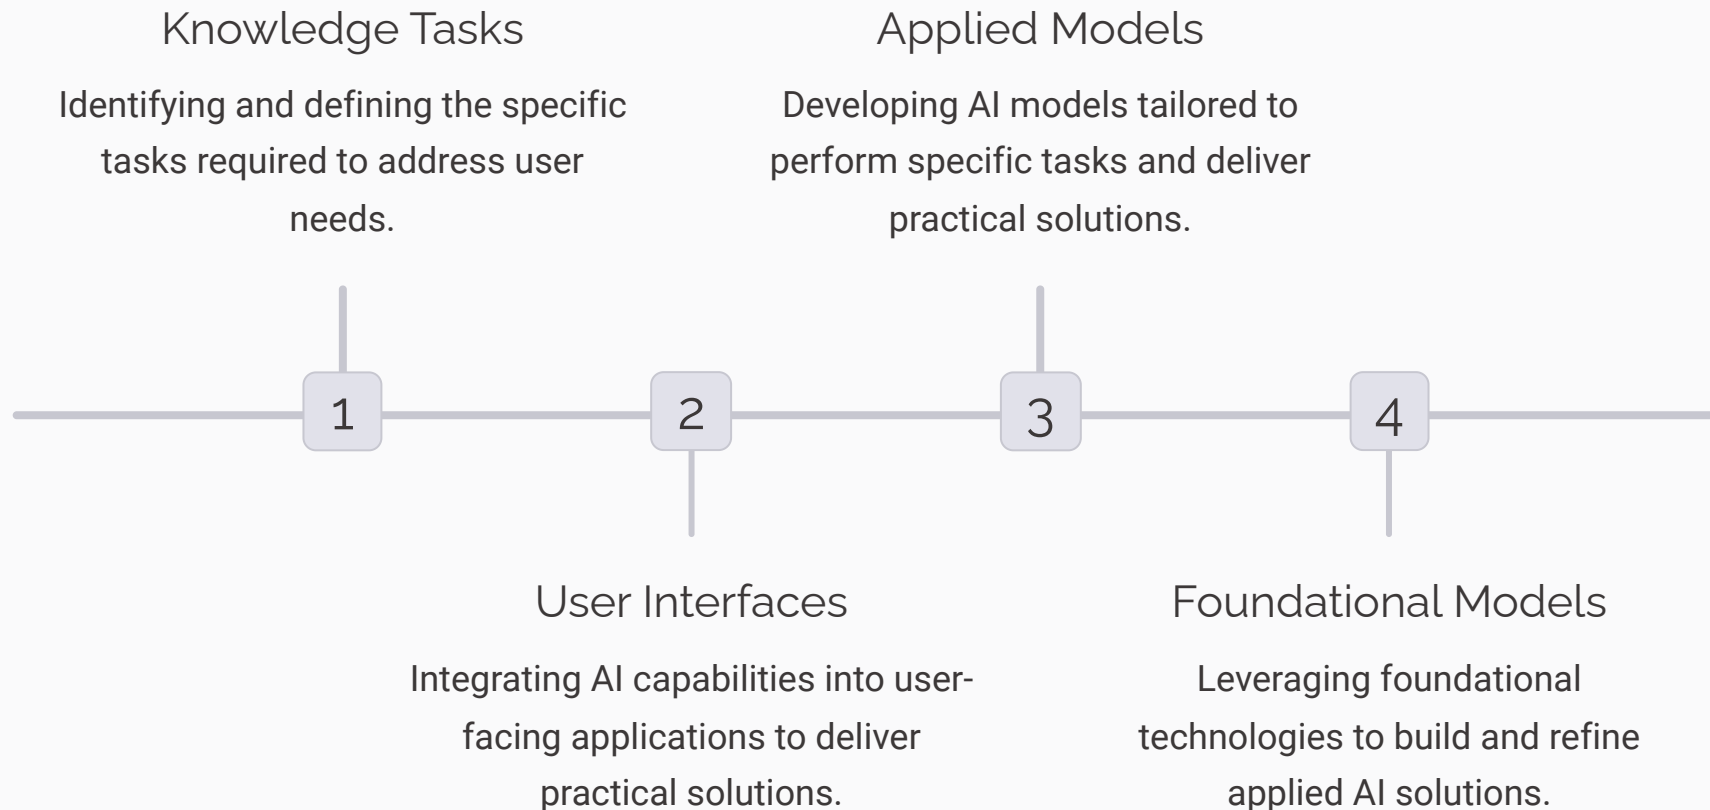 Knowledge Tasks
Identifying and defining the specific
tasks required to address user
needs.
Applied Models
Developing AI models tailored to
perform specific tasks and deliver
practical solutions.
1
2
3
4
User Interfaces
Integrating AI capabilities into user-
facing applications to deliver
practical solutions.
Foundational Models
Leveraging foundational
technologies to build and refine
applied AI solutions.